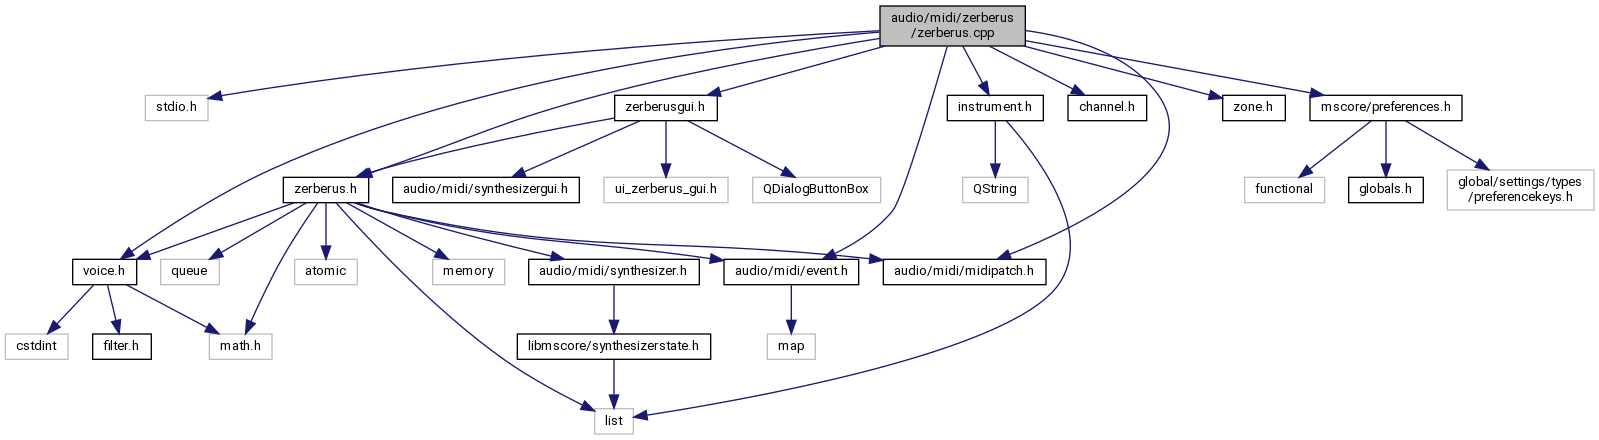 audio/midi/zerberus
/zerberus.cpp
stdio.h
zerberusgui.h
instrument.h
channel.h
zone.h
mscore/preferences.h
zerberus.h
audio/midi/synthesizergui.h
ui_zerberus_gui.h
QDialogButtonBox
QString
functional
globals.h
global/settings/types
/preferencekeys.h
voice.h
queue
atomic
memory
audio/midi/synthesizer.h
audio/midi/event.h
audio/midi/midipatch.h
cstdint
filter.h
math.h
libmscore/synthesizerstate.h
map
list